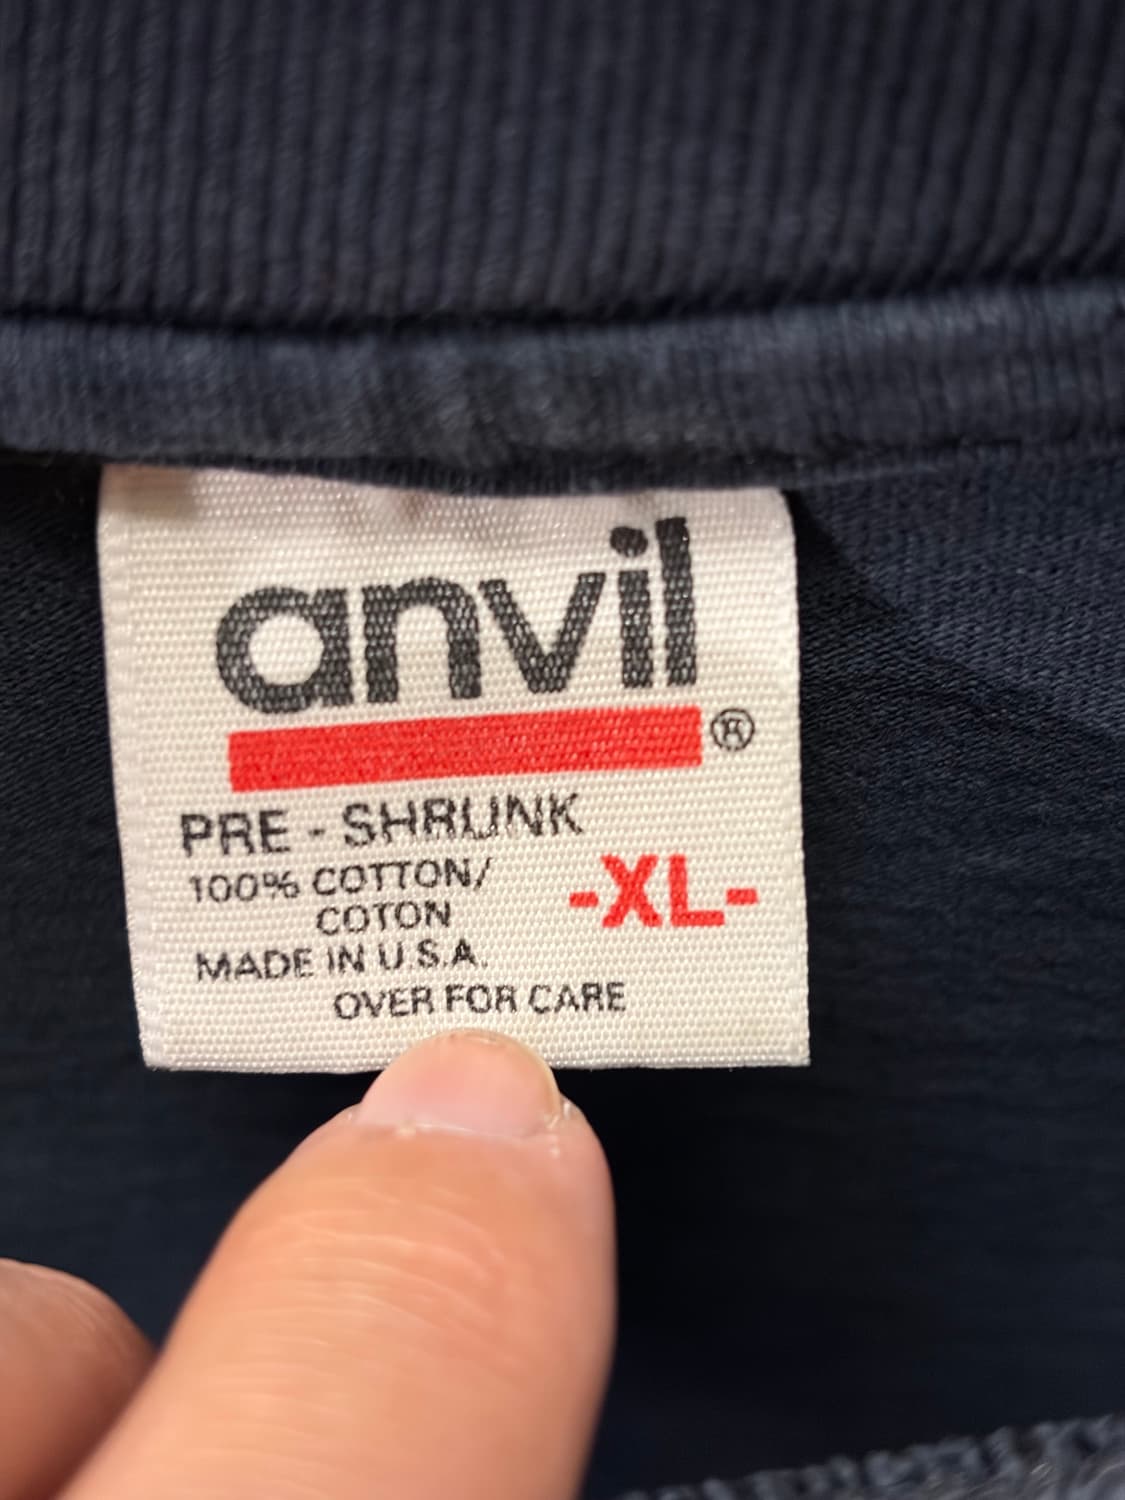 anvil®
PRE - SHRUNK
100% COTTON/
COTON
-XL-
MADE IN U.S.A.
OVER FOR CARE